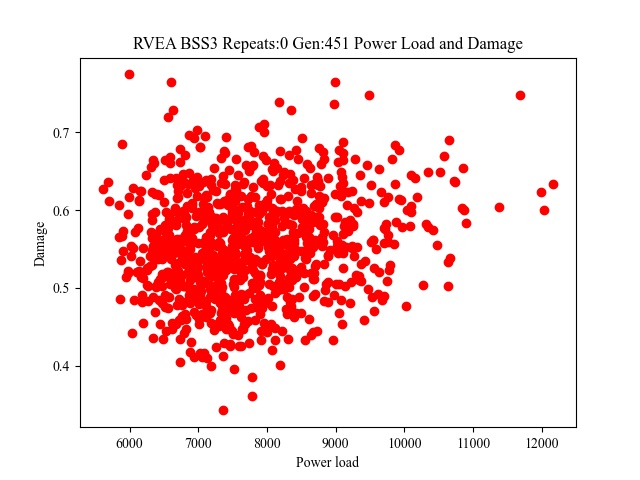 RVEA BSS3 Repeats:0 Gen:451 Power Load and Damage
0.7
0.6
0.5
0.4
Damage
6000 7000 8000 9000 10000 11000 12000
Power load